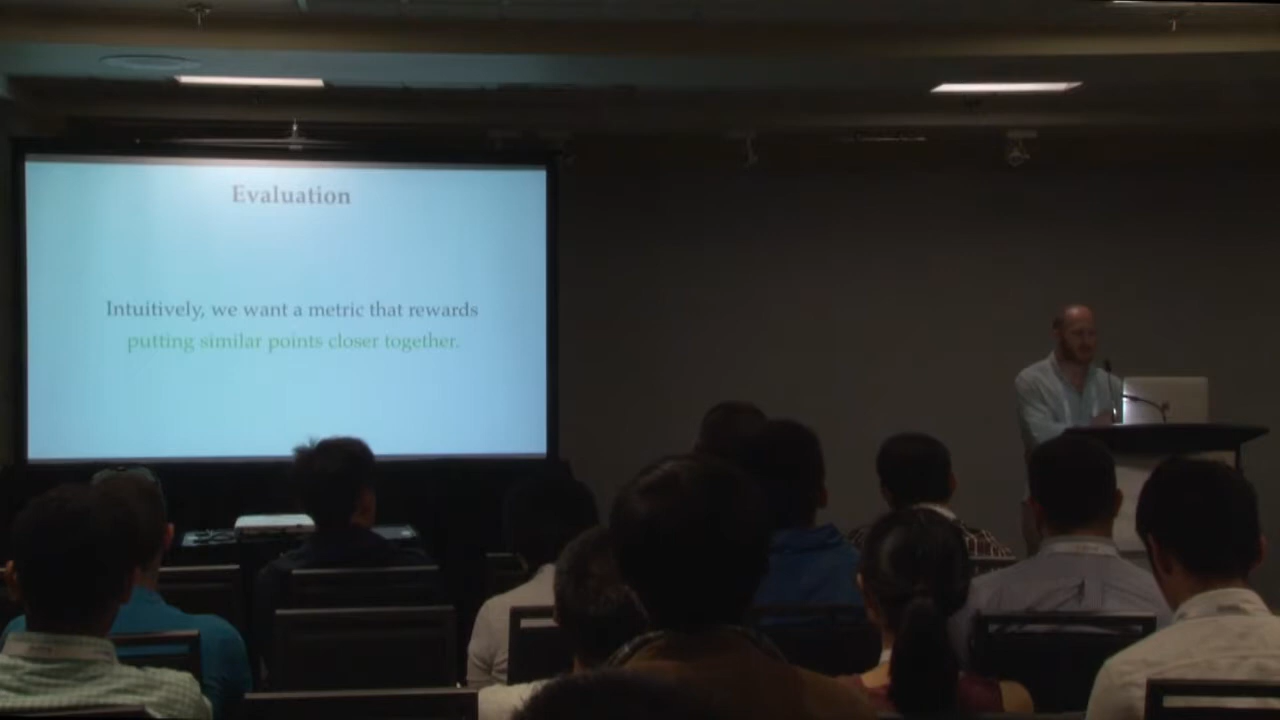 Evaluation
Intuitively, we want a metric that rewards
putting similar points closer together.